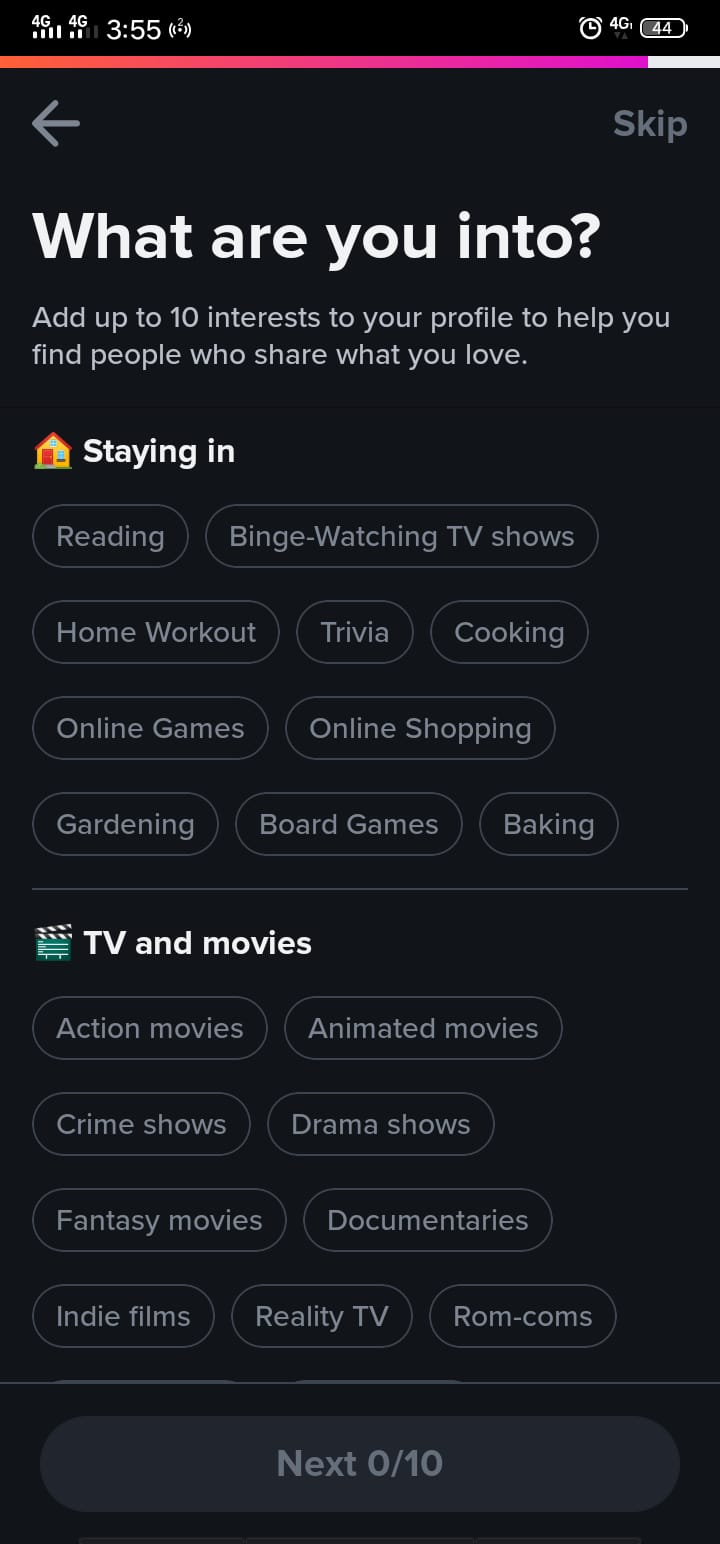 4G 4G 3:55 2 4G 44
Skip
What are you into?
Add up to 10 interests to your profile to help you
find people who share what you love.
Staying in
Reading Binge-Watching TV shows
Home Workout Trivia Cooking
Online Games Online Shopping
Gardening Board Games Baking
TV and movies
Action movies Animated movies
Crime shows Drama shows
Fantasy movies Documentaries
Indie films Reality TV Rom-coms
Next 0/10